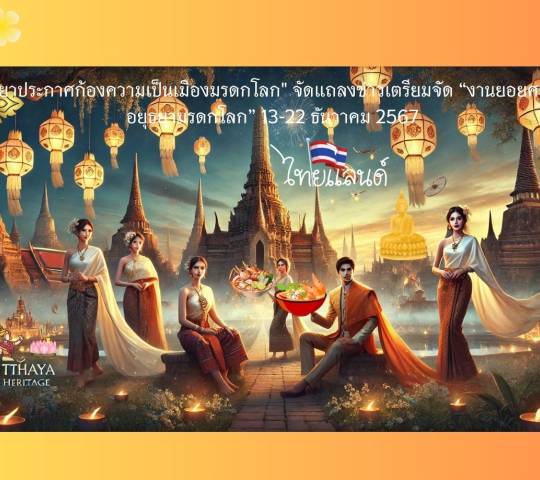 ยาประกาศก้องความเป็นเมืองมรดกโลก" จัดแถลงข่าวเตรียมจัด “งานยอยศ
อยุธยามรดกโลก” 13-22 ธันวาคม 2567
ไทยแลนด์
TTHAYA
HERITAGE